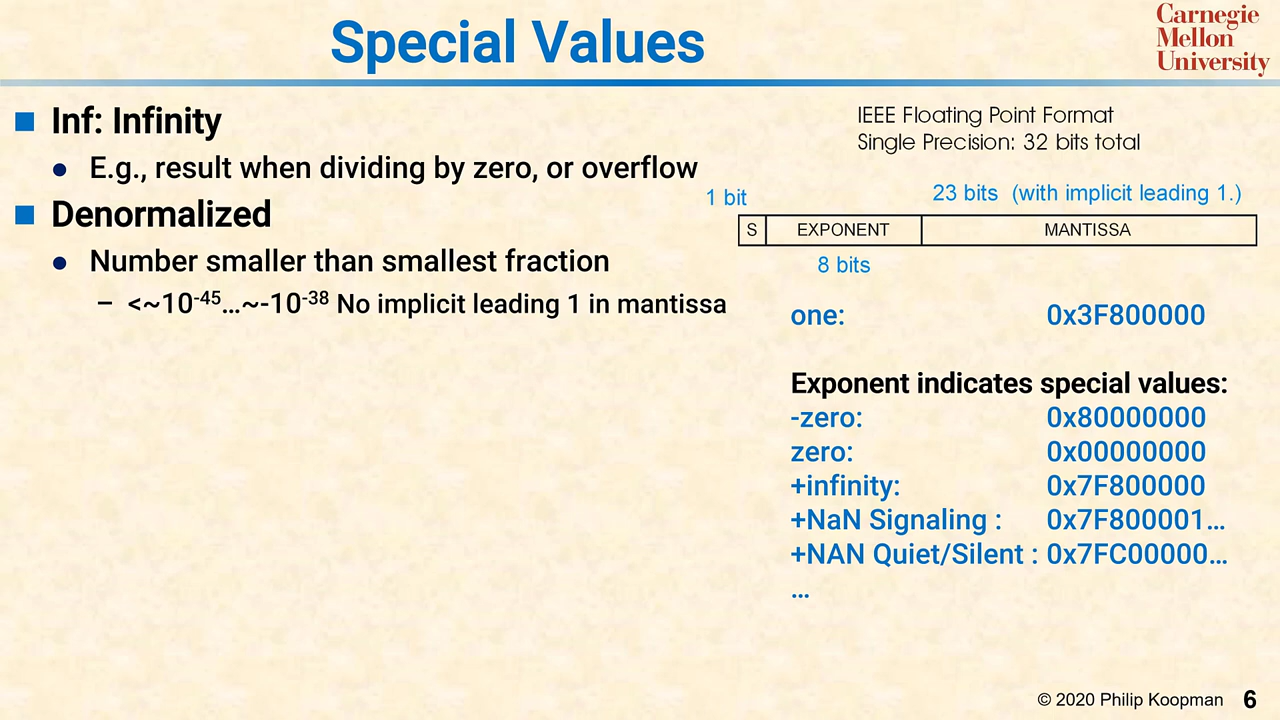 Special Values
Carnegie
Mellon
University
Inf: Infinity
E.g., result when dividing by zero, or overflow
Denormalized
Number smaller than smallest fraction
– <~10^-45…~-10^-38 No implicit leading 1 in mantissa
IEEE Floating Point Format
Single Precision: 32 bits total
1 bit
23 bits (with implicit leading 1.)
S EXPONENT MANTISSA
8 bits
one: 0x3F800000
Exponent indicates special values:
-zero: 0x80000000
zero: 0x00000000
+infinity: 0x7F800000
+NaN Signaling : 0x7F800001…
+NAN Quiet/Silent : 0x7FC00000…
…
© 2020 Philip Koopman 6